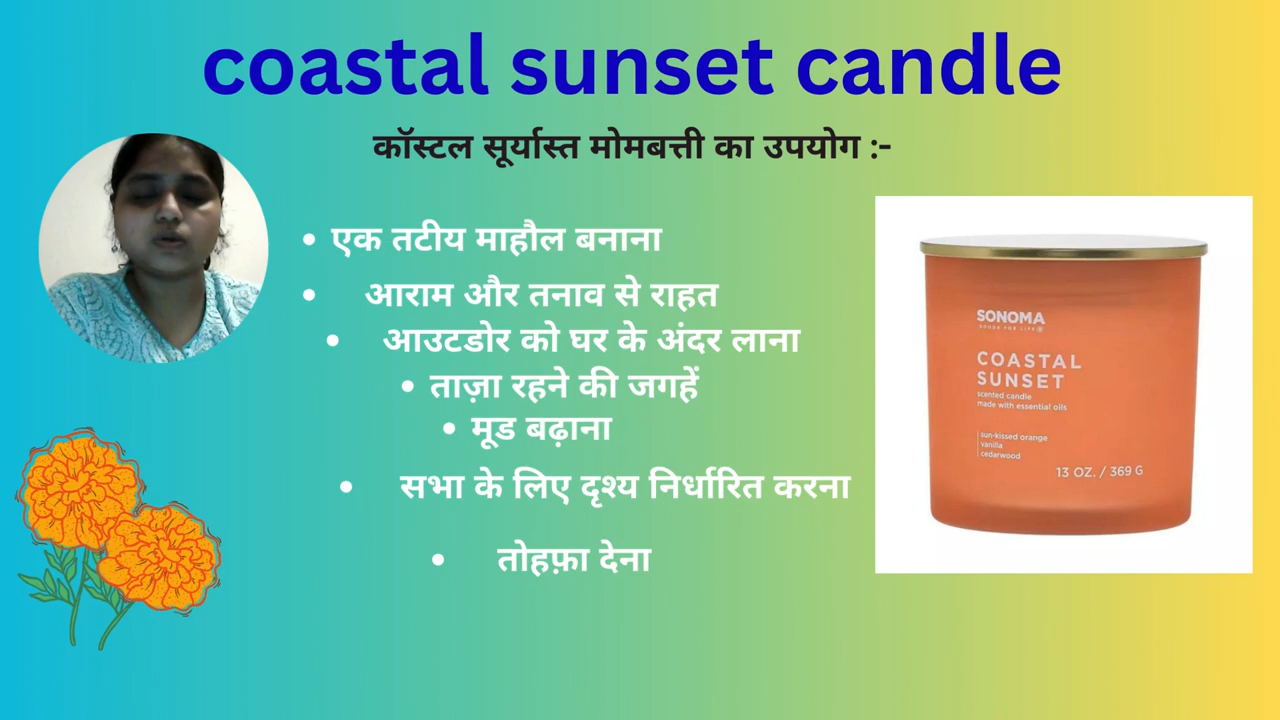 coastal sunset candle
कॉस्टल सूर्यास्त मोमबत्ती का उपयोग :-
• एक तटीय माहौल बनाना
• आराम और तनाव से राहत
• आउटडोर को घर के अंदर लाना
• ताज़ा रहने की जगहें
• मूड बढ़ाना
• सभा के लिए दृश्य निर्धारित करना
• तोहफ़ा देना
SONOMA
GOODS FOR LIFE
COASTAL
SUNSET
scented candle
made with essential oils
sun-kissed orange
vanilla
cedarwood
13 OZ. / 369 G